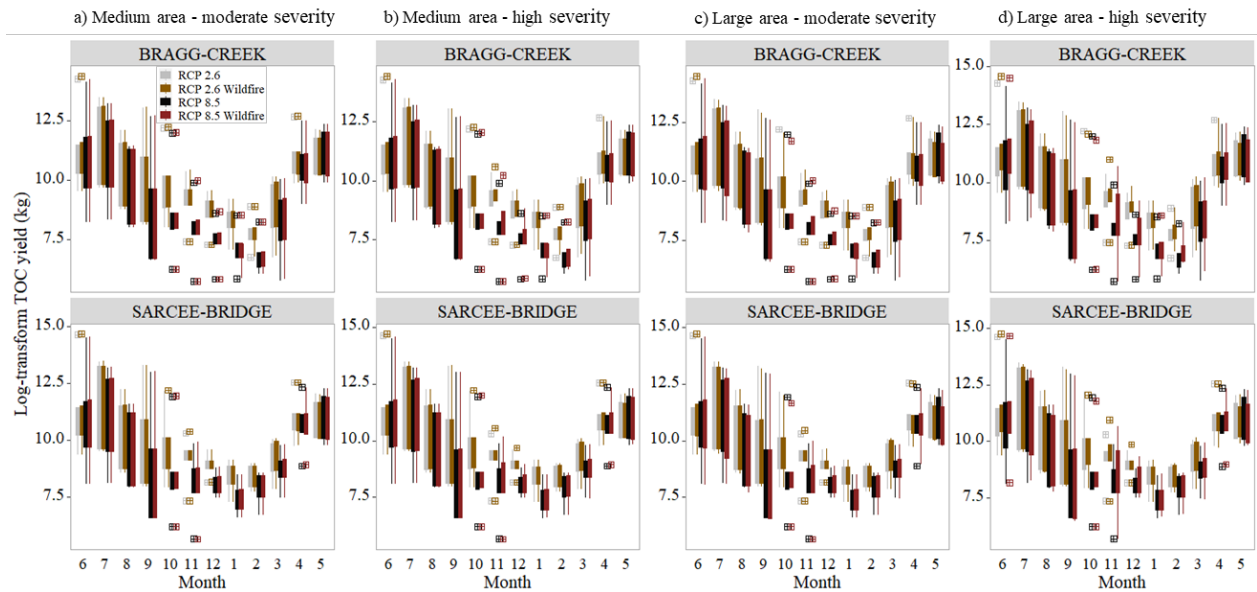 a) Medium area - moderate severity
b) Medium area - high severity
c) Large area - moderate severity
d) Large area - high severity
BRAGG-CREEK
BRAGG-CREEK
BRAGG-CREEK
BRAGG-CREEK
RCP 2.6
RCP 2.6 Wildfire
RCP 8.5
RCP 8.5 Wildfire
12.5
10.0
7.5
12.5
10.0
7.5
12.5
10.0
7.5
15.0
12.5
10.0
7.5
Log-transform TOC yield (kg)
SARCEE-BRIDGE
SARCEE-BRIDGE
SARCEE-BRIDGE
SARCEE-BRIDGE
15.0
12.5
10.0
7.5
15.0
12.5
10.0
7.5
15.0
12.5
10.0
7.5
15.0
12.5
10.0
7.5
6 7 8 9 10 11 12 1 2 3 4 5
6 7 8 9 10 11 12 1 2 3 4 5
6 7 8 9 10 11 12 1 2 3 4 5
6 7 8 9 10 11 12 1 2 3 4 5
Month
Month
Month
Month